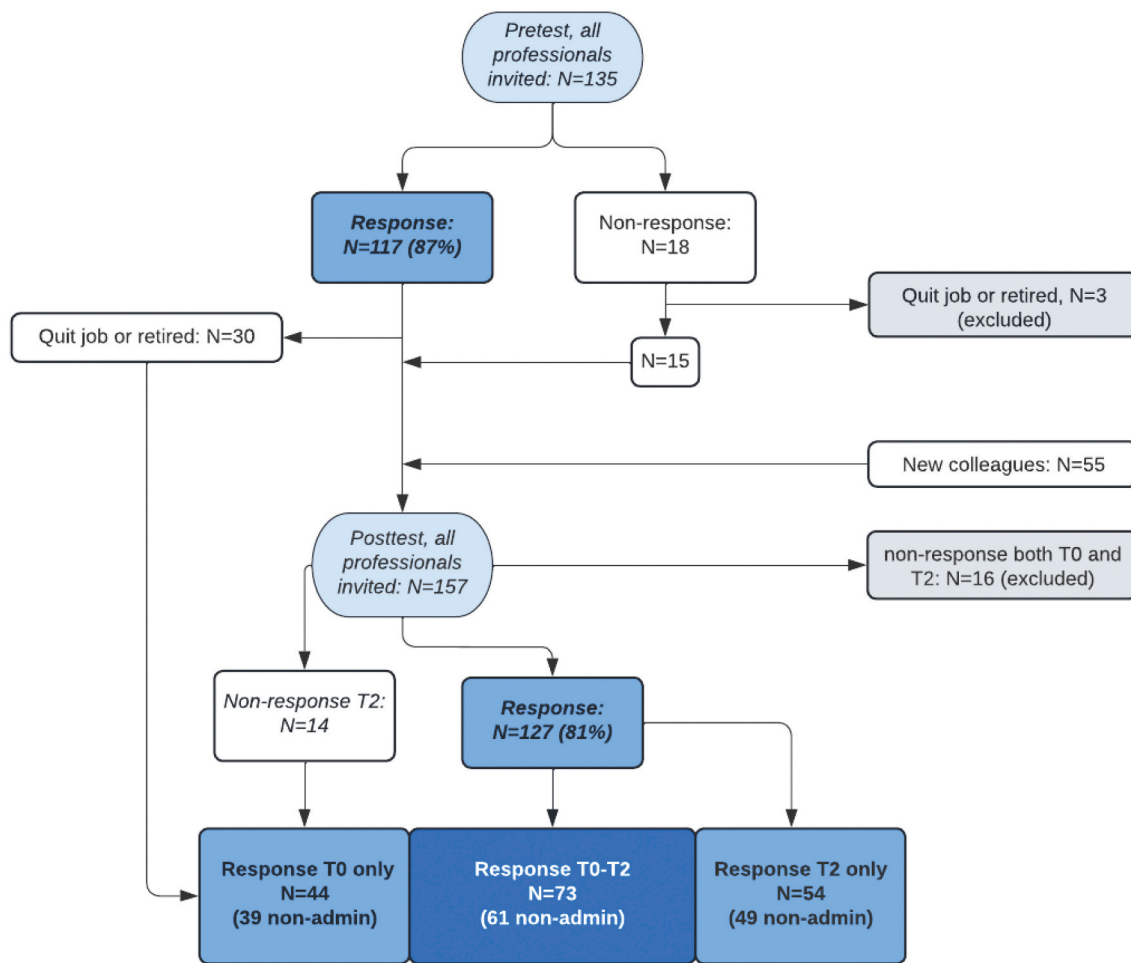 Pretest, all
professionals
invited: N=135
Response:
N=117 (87%)
Non-response:
N=18
Quit job or retired, N=3
(excluded)
Quit job or retired: N=30
N=15
New colleagues: N=55
Posttest, all
professionals
invited: N=157
non-response both T0 and
T2: N=16 (excluded)
Non-response T2:
N=14
Response:
N=127 (81%)
Response T0 only
N=44
(39 non-admin)
Response T0-T2
N=73
(61 non-admin)
Response T2 only
N=54
(49 non-admin)